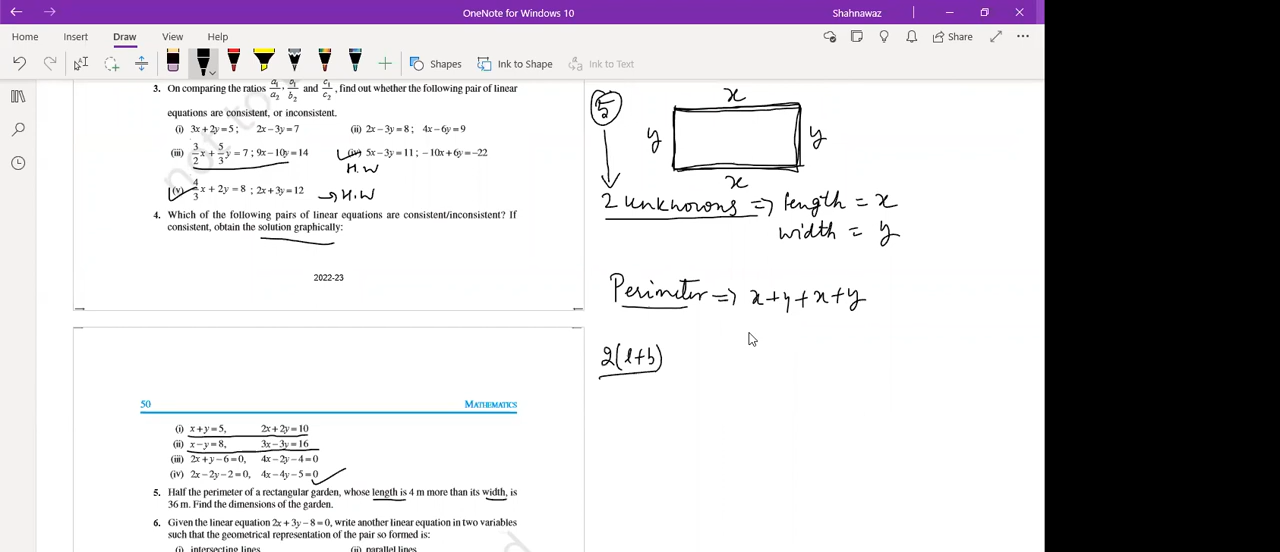 OneNote for Windows 10
Shahnawaz
Home Insert Draw View Help
Share
Shapes
Ink to Shape
Ink to Text
3. On comparing the ratios a1/a2, a1/b2 and c1/c2, find out whether the following pair of linear
equations are consistent, or inconsistent.
(i) 3x + 2y = 5 ; 2x – 3y = 7 (ii) 2x – 3y = 8 ; 4x – 6y = 9
(iii) 3/2 x + 5/3 y = 7 ; 9x – 10y = 14 (iv) 5x – 3y = 11 ; – 10x + 6y = –22
H.W
(v) 4/3 x + 2y = 8 ; 2x + 3y = 12 → H.W
4. Which of the following pairs of linear equations are consistent/inconsistent? If
consistent, obtain the solution graphically:
2022-23
50 MATHEMATICS
(i) x + y = 5, 2x + 2y = 10
(ii) x – y = 8, 3x – 3y = 16
(iii) 2x + y – 6 = 0, 4x – 2y – 4 = 0
(iv) 2x – 2y – 2 = 0, 4x – 4y – 5 = 0
5. Half the perimeter of a rectangular garden, whose length is 4 m more than its width, is
36 m. Find the dimensions of the garden.
6. Given the linear equation 2x + 3y – 8 = 0, write another linear equation in two variables
such that the geometrical representation of the pair so formed is:
(i) intersecting lines (ii) parallel lines
not to
5
x
y y
x
2 unknowns => length = x
width = y
Perimeter => x+y+x+y
2(l+b)